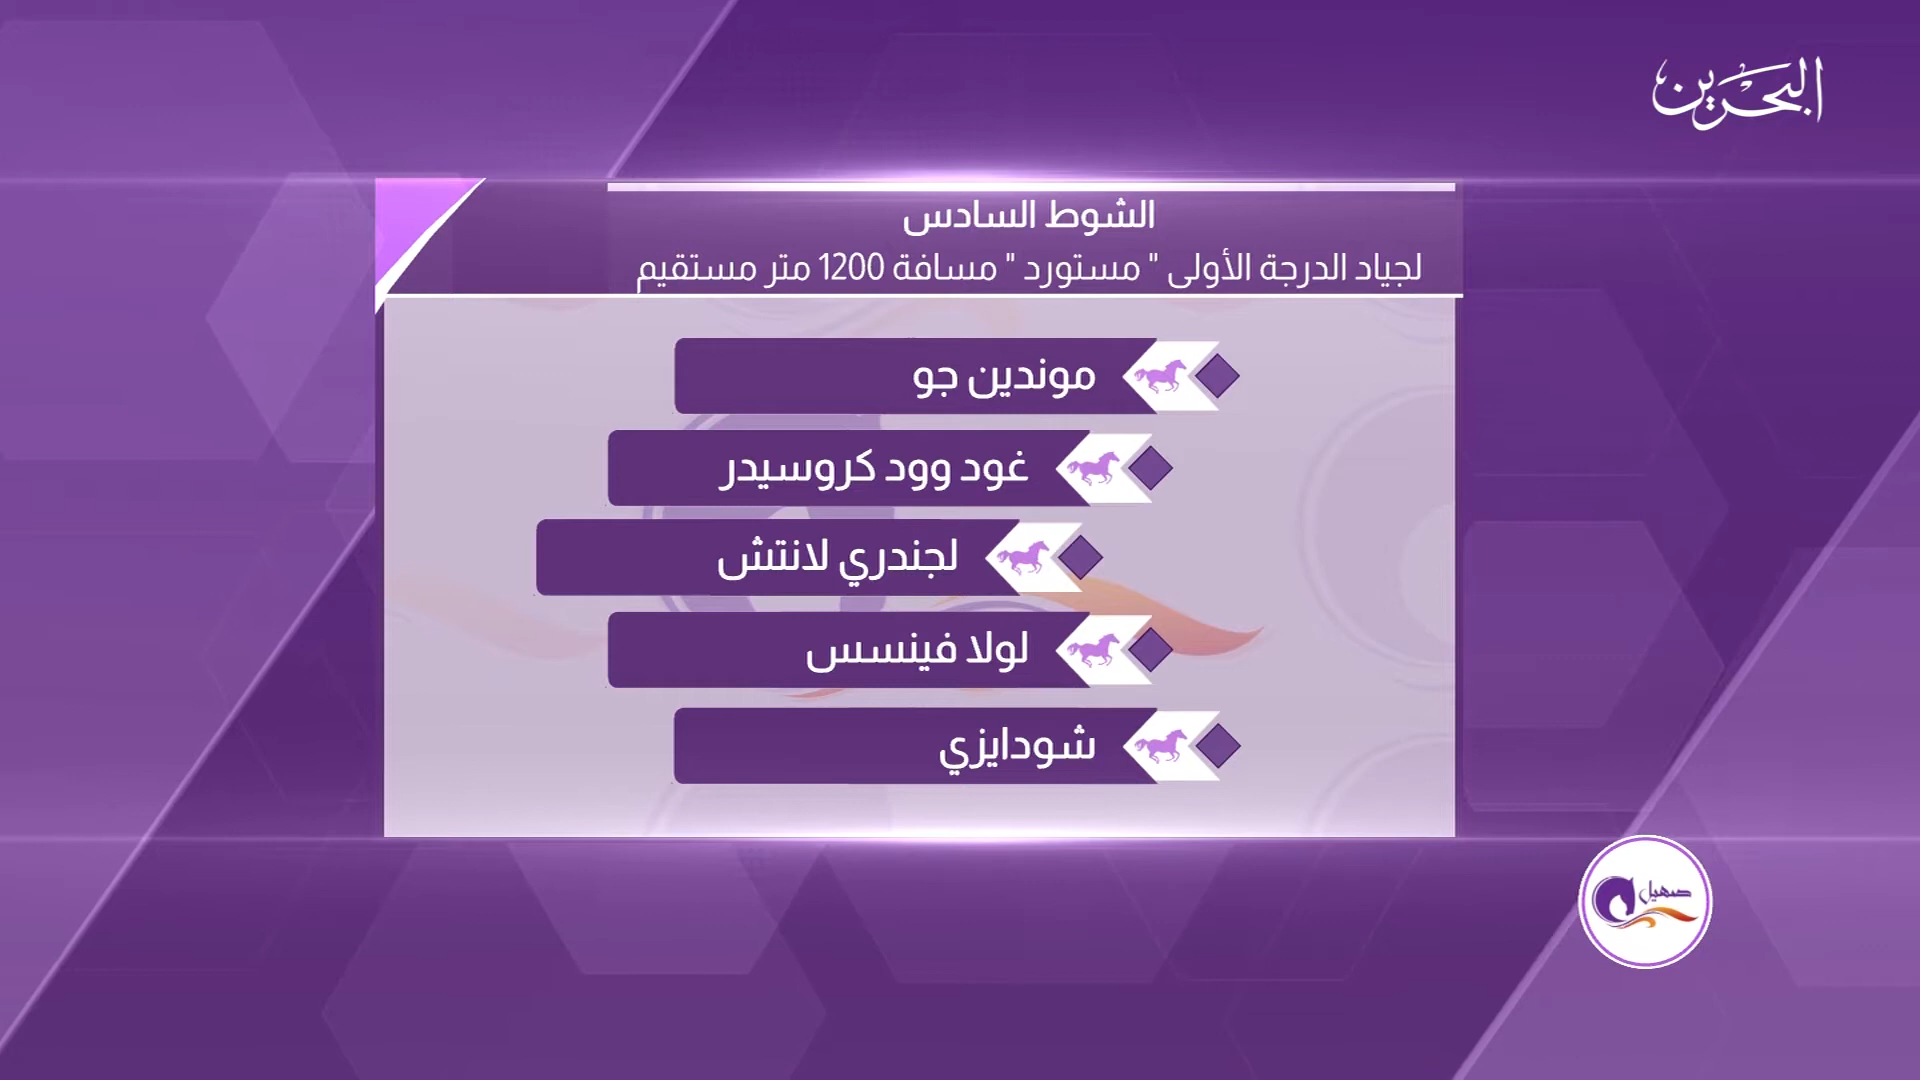 البحرين
الشوط السادس
لجياد الدرجة الأولى " مستورد " مسافة 1200 متر مستقيم
موندين جو
غود وود كروسيدر
لجندري لانتش
لولا فينسس
شودايزي
صهيل